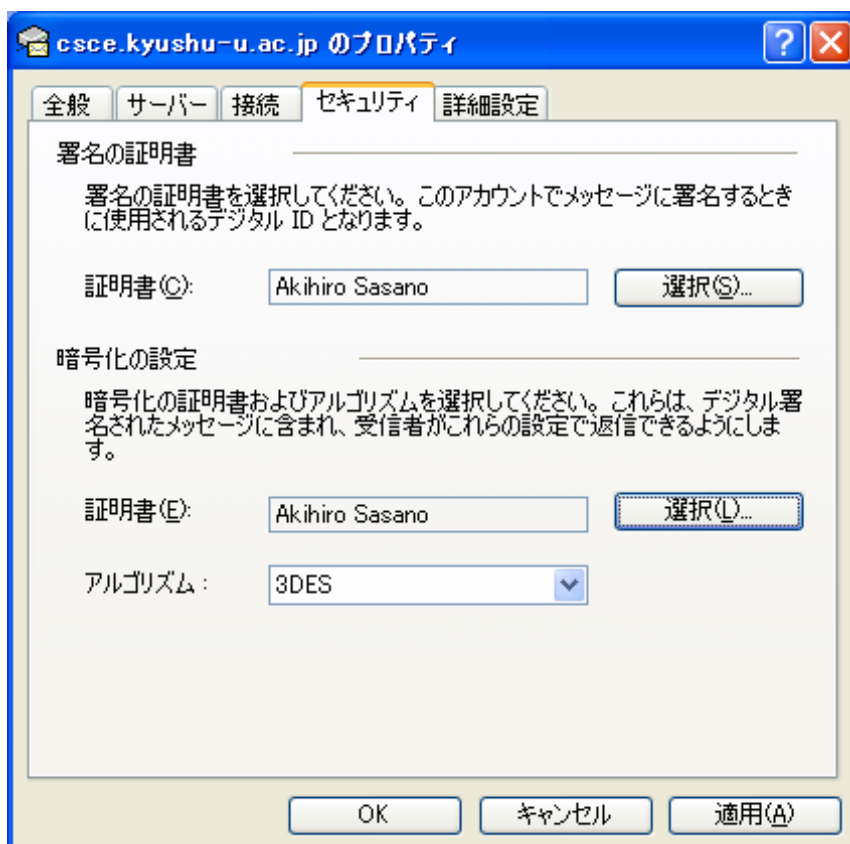 csce.kyushu-u.ac.jp のプロパティ
全般 サーバー 接続 セキュリティ 詳細設定
署名の証明書
署名の証明書を選択してください。このアカウントでメッセージに署名するとき
に使用されるデジタル ID となります。
証明書(C): Akihiro Sasano 選択(S)...
暗号化の設定
暗号化の証明書およびアルゴリズムを選択してください。これらは、デジタル署
名されたメッセージに含まれ、受信者がこれらの設定で返信できるようにしま
す。
証明書(E): Akihiro Sasano 選択(L)...
アルゴリズム : 3DES
OK キャンセル 適用(A)